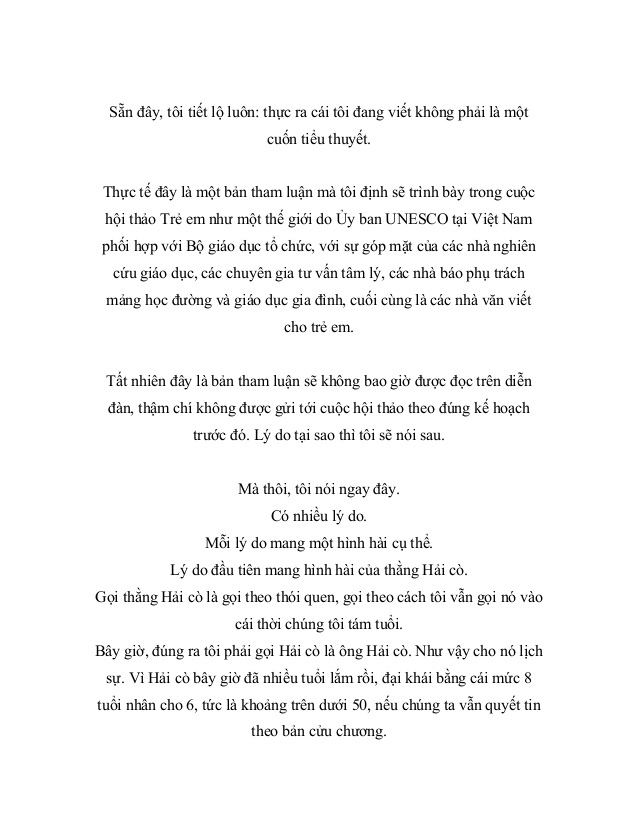 Sẵn đây, tôi tiết lộ luôn: thực ra cái tôi đang viết không phải là một
cuốn tiểu thuyết.
Thực tế đây là một bản tham luận mà tôi định sẽ trình bày trong cuộc
hội thảo Trẻ em như một thế giới do Ủy ban UNESCO tại Việt Nam
phối hợp với Bộ giáo dục tổ chức, với sự góp mặt của các nhà nghiên
cứu giáo dục, các chuyên gia tư vấn tâm lý, các nhà báo phụ trách
mảng học đường và giáo dục gia đình, cuối cùng là các nhà văn viết
cho trẻ em.
Tất nhiên đây là bản tham luận sẽ không bao giờ được đọc trên diễn
đàn, thậm chí không được gửi tới cuộc hội thảo theo đúng kế hoạch
trước đó. Lý do tại sao thì tôi sẽ nói sau.
Mà thôi, tôi nói ngay đây.
Có nhiều lý do.
Mỗi lý do mang một hình hài cụ thể.
Lý do đầu tiên mang hình hài của thằng Hải cò.
Gọi thằng Hải cò là gọi theo thói quen, gọi theo cách tôi vẫn gọi nó vào
cái thời chúng tôi tám tuổi.
Bây giờ, đúng ra tôi phải gọi Hải cò là ông Hải cò. Như vậy cho nó lịch
sự. Vì Hải cò bây giờ đã nhiều tuổi lắm rồi, đại khái bằng cái mức 8
tuổi nhân cho 6, tức là khoảng trên dưới 50, nếu chúng ta vẫn quyết tin
theo bản cửu chương.